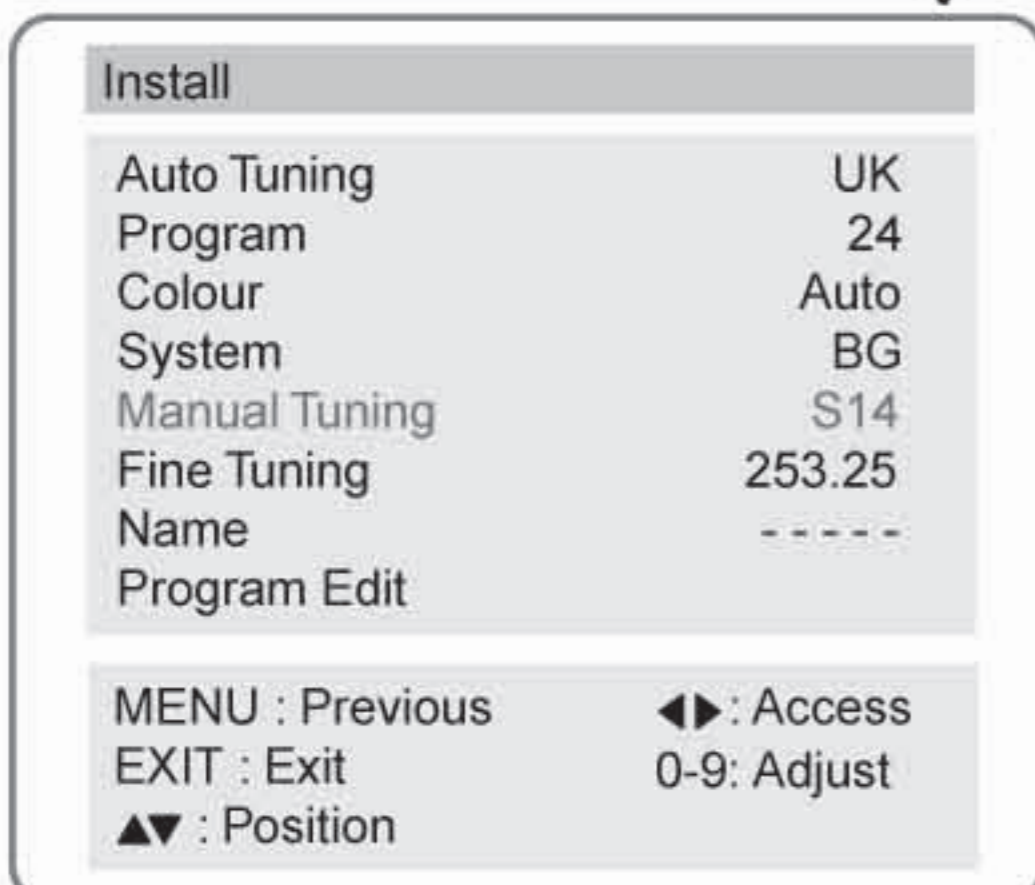 Install
Auto Tuning UK
Program 24
Colour Auto
System BG
Manual Tuning S14
Fine Tuning 253.25
Name - - - - -
Program Edit
MENU : Previous ◀▶: Access
EXIT : Exit 0-9: Adjust
▲▼ : Position